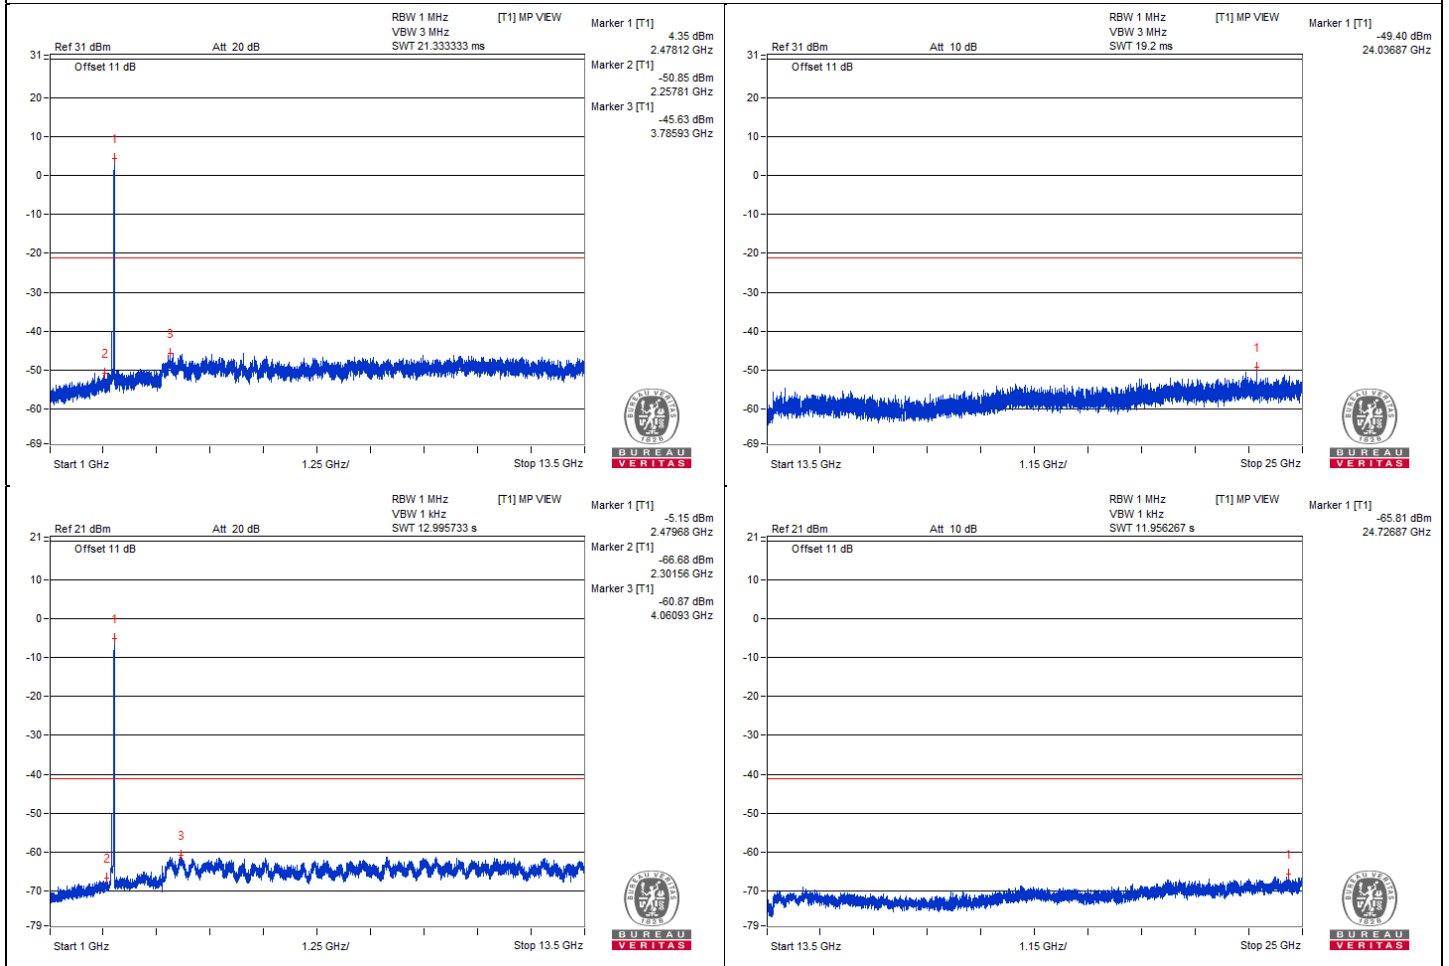 RBW 1 MHz [T1] MP VIEW
VBW 3 MHz
Ref 31 dBm Att 20 dB SWT 21.333333 ms
Marker 1 [T1]
4.35 dBm
2.47812 GHz
Marker 2 [T1]
-50.85 dBm
2.25781 GHz
Marker 3 [T1]
-45.63 dBm
3.78593 GHz
31
Offset 11 dB
20
10
0
-10
-20
-30
-40
-50
-60
-69
1
2
3
Start 1 GHz 1.25 GHz/ Stop 13.5 GHz
BUREAU VERITAS
1828
BUREAU
VERITAS
RBW 1 MHz [T1] MP VIEW
VBW 3 MHz
Ref 31 dBm Att 10 dB SWT 19.2 ms
Marker 1 [T1]
-49.40 dBm
24.03687 GHz
31
Offset 11 dB
20
10
0
-10
-20
-30
-40
-50
-60
-69
1
Start 13.5 GHz 1.15 GHz/ Stop 25 GHz
BUREAU VERITAS
1828
BUREAU
VERITAS
RBW 1 MHz [T1] MP VIEW
VBW 1 kHz
Ref 21 dBm Att 20 dB SWT 12.995733 s
Marker 1 [T1]
-5.15 dBm
2.47968 GHz
Marker 2 [T1]
-66.68 dBm
2.30156 GHz
Marker 3 [T1]
-60.87 dBm
4.06093 GHz
21
Offset 11 dB
10
0
-10
-20
-30
-40
-50
-60
-70
-79
1
2
3
Start 1 GHz 1.25 GHz/ Stop 13.5 GHz
BUREAU VERITAS
1828
BUREAU
VERITAS
RBW 1 MHz [T1] MP VIEW
VBW 1 kHz
Ref 21 dBm Att 10 dB SWT 11.956267 s
Marker 1 [T1]
-65.81 dBm
24.72687 GHz
21
Offset 11 dB
10
0
-10
-20
-30
-40
-50
-60
-70
-79
1
Start 13.5 GHz 1.15 GHz/ Stop 25 GHz
BUREAU VERITAS
1828
BUREAU
VERITAS